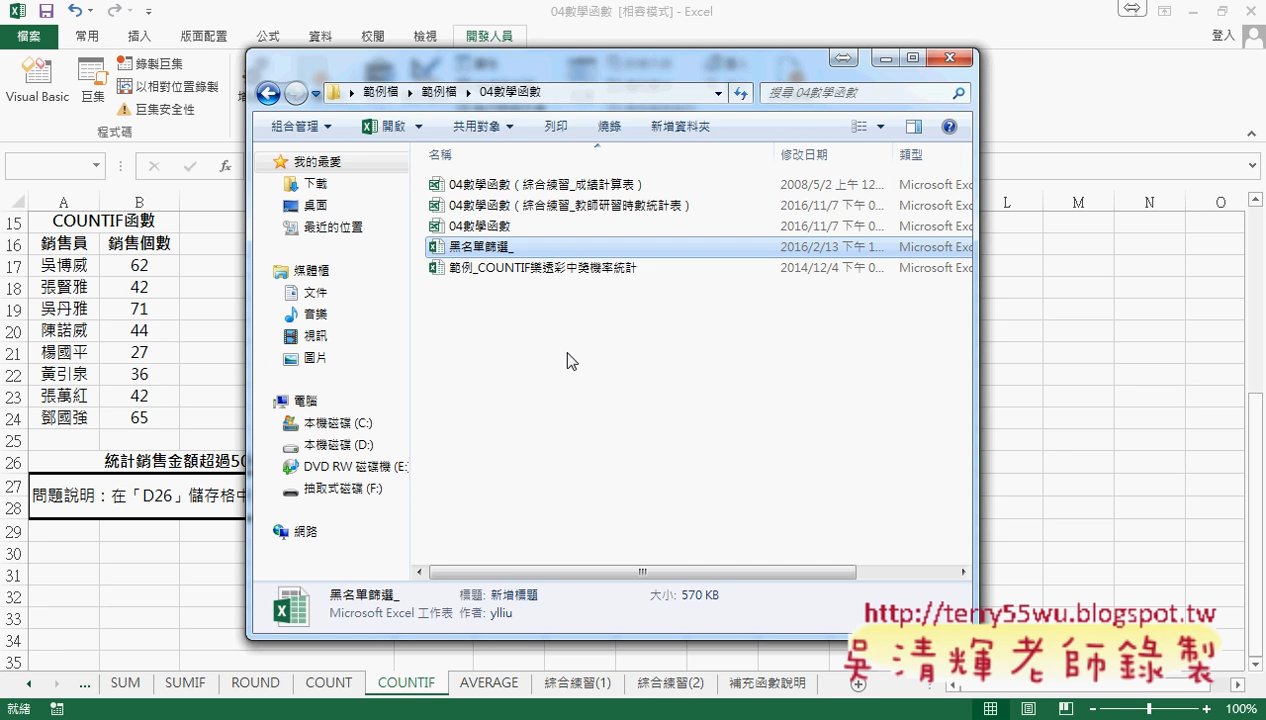 04數學函數 [相容模式] - Excel
檔案 常用 插入 版面配置 公式 資料 校閱 檢視 開發人員 登入
Visual Basic 巨集 錄製巨集
以相對位置錄製
巨集安全性
程式碼
範例檔 範例檔 04數學函數 搜尋 04數學函數
組合管理 開啟 共用對象 列印 燒錄 新增資料夾
fx
我的最愛
下載
桌面
最近的位置
媒體櫃
文件
音樂
視訊
圖片
電腦
本機磁碟 (C:)
本機磁碟 (D:)
DVD RW 磁碟機 (E:
抽取式磁碟 (F:)
網路
名稱 修改日期 類型
04數學函數（綜合練習_成績計算表） 2008/5/2 上午 12... Microsoft Exc
04數學函數（綜合練習_教師研習時數統計表） 2016/11/7 下午 0... Microsoft Exc
04數學函數 2016/11/7 下午 0... Microsoft Exc
黑名單篩選_ 2016/2/13 下午 1... Microsoft Exc
範例_COUNTIF樂透彩中獎機率統計 2014/12/4 下午 0... Microsoft Exc
黑名單篩選_ 標題: 新增標題 大小: 570 KB
Microsoft Excel 工作表 作者: ylliu
A B L M N O
15 COUNTIF函數
16 銷售員 銷售個數
17 吳博威 62
18 張賢雅 42
19 吳丹雅 71
20 陳諾威 44
21 楊國平 27
22 黃引泉 36
23 張萬紅 42
24 鄧國強 65
25
26 統計銷售金額超過50
27
問題說明：在「D26」儲存格中
28
29
30
31
32
33
34
35
http://terry55wu.blogspot.tw
吳清輝老師錄製
... SUM SUMIF ROUND COUNT COUNTIF AVERAGE 綜合練習(1) 綜合練習(2) 補充函數說明
就緒 100%